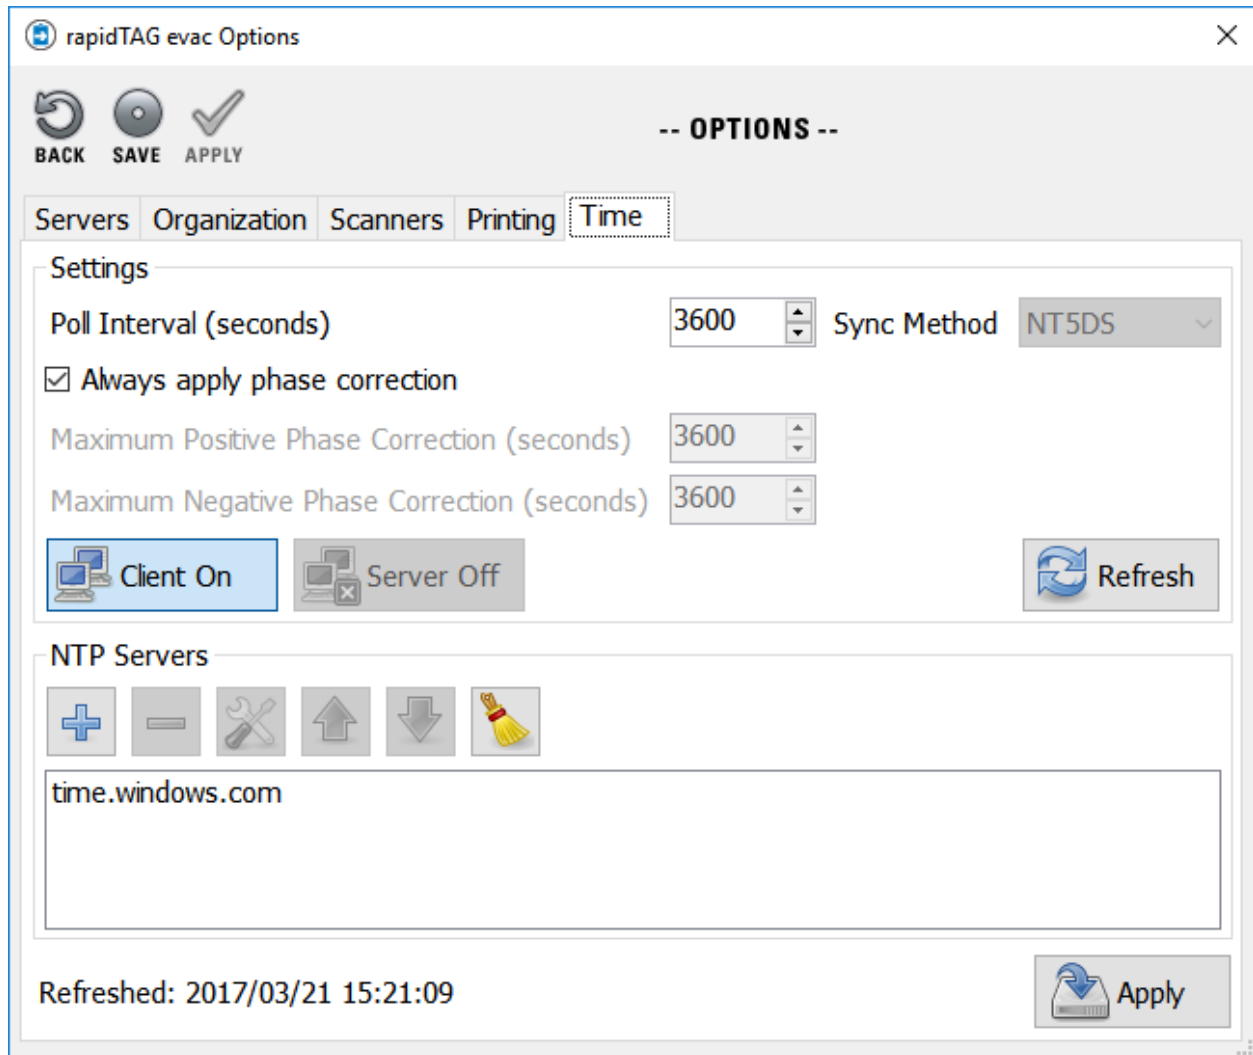 rapidTAG evac Options
BACK SAVE APPLY
-- OPTIONS --
Servers Organization Scanners Printing Time
Settings
Poll Interval (seconds) 3600 Sync Method NT5DS
Always apply phase correction
Maximum Positive Phase Correction (seconds) 3600
Maximum Negative Phase Correction (seconds) 3600
Client On Server Off Refresh
NTP Servers
time.windows.com
Refreshed: 2017/03/21 15:21:09 Apply